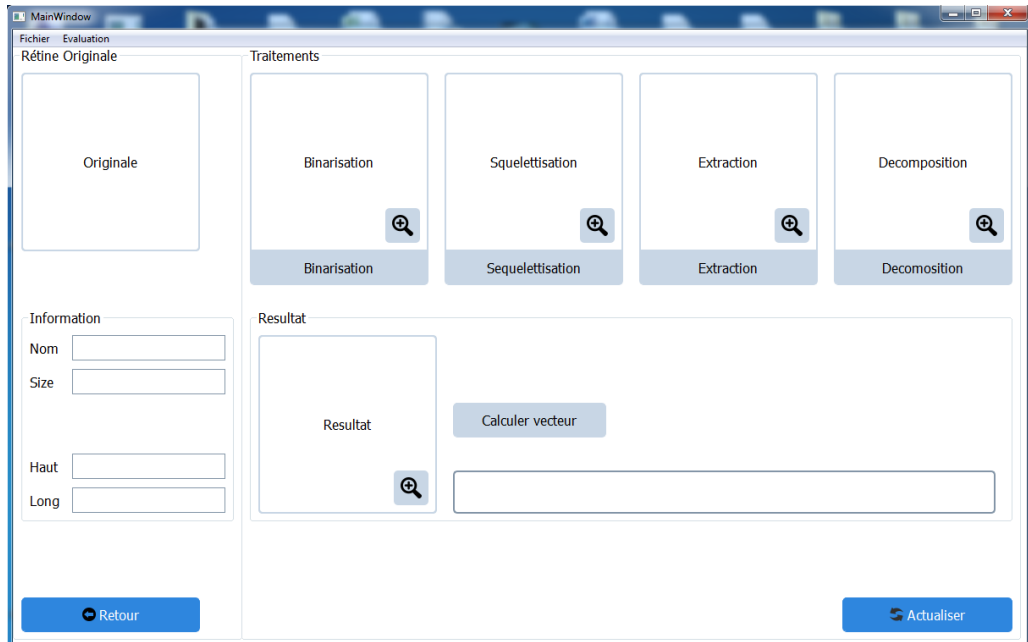 MainWindow
Fichier Evaluation
Rétine Originale
Originale
Traitements
Binarisation Squelettisation Extraction Decomposition
Binarisation Sequelettisation Extraction Decomosition
Information
Nom
Size
Haut
Long
Resultat
Resultat
Calculer vecteur
Retour
Actualiser